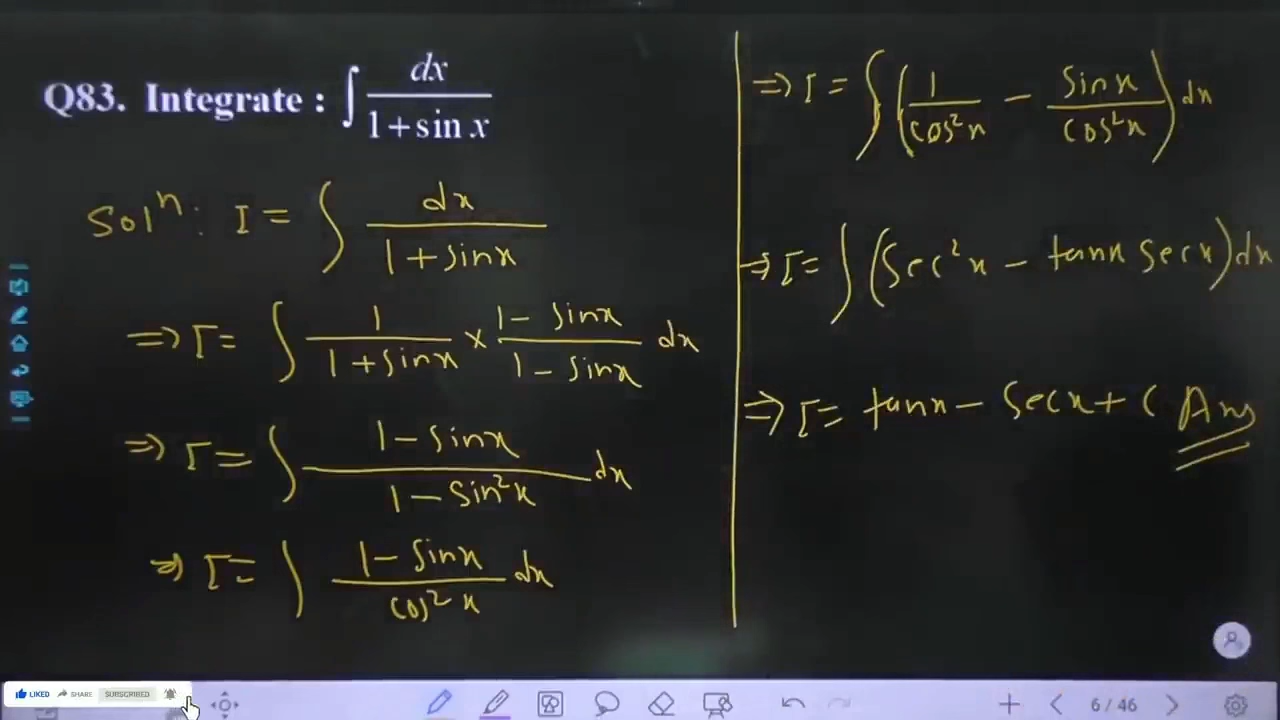 Q83. Integrate : ∫ dx / (1 + sin x)
Solⁿ : I = ∫ dx / (1 + sinx)
⇒ I = ∫ 1 / (1 + sinx) × (1 - sinx) / (1 - sinx) dx
⇒ I = ∫ (1 - sinx) / (1 - sin²x) dx
⇒ I = ∫ (1 - sinx) / (cos²x) dx
⇒ I = ∫ (1 / cos²x - sinx / cos²x) dx
⇒ I = ∫ (sec²x - tanx secx) dx
⇒ I = tanx - secx + C Ans
LIKED SHARE SUBSCRIBED
6 / 46